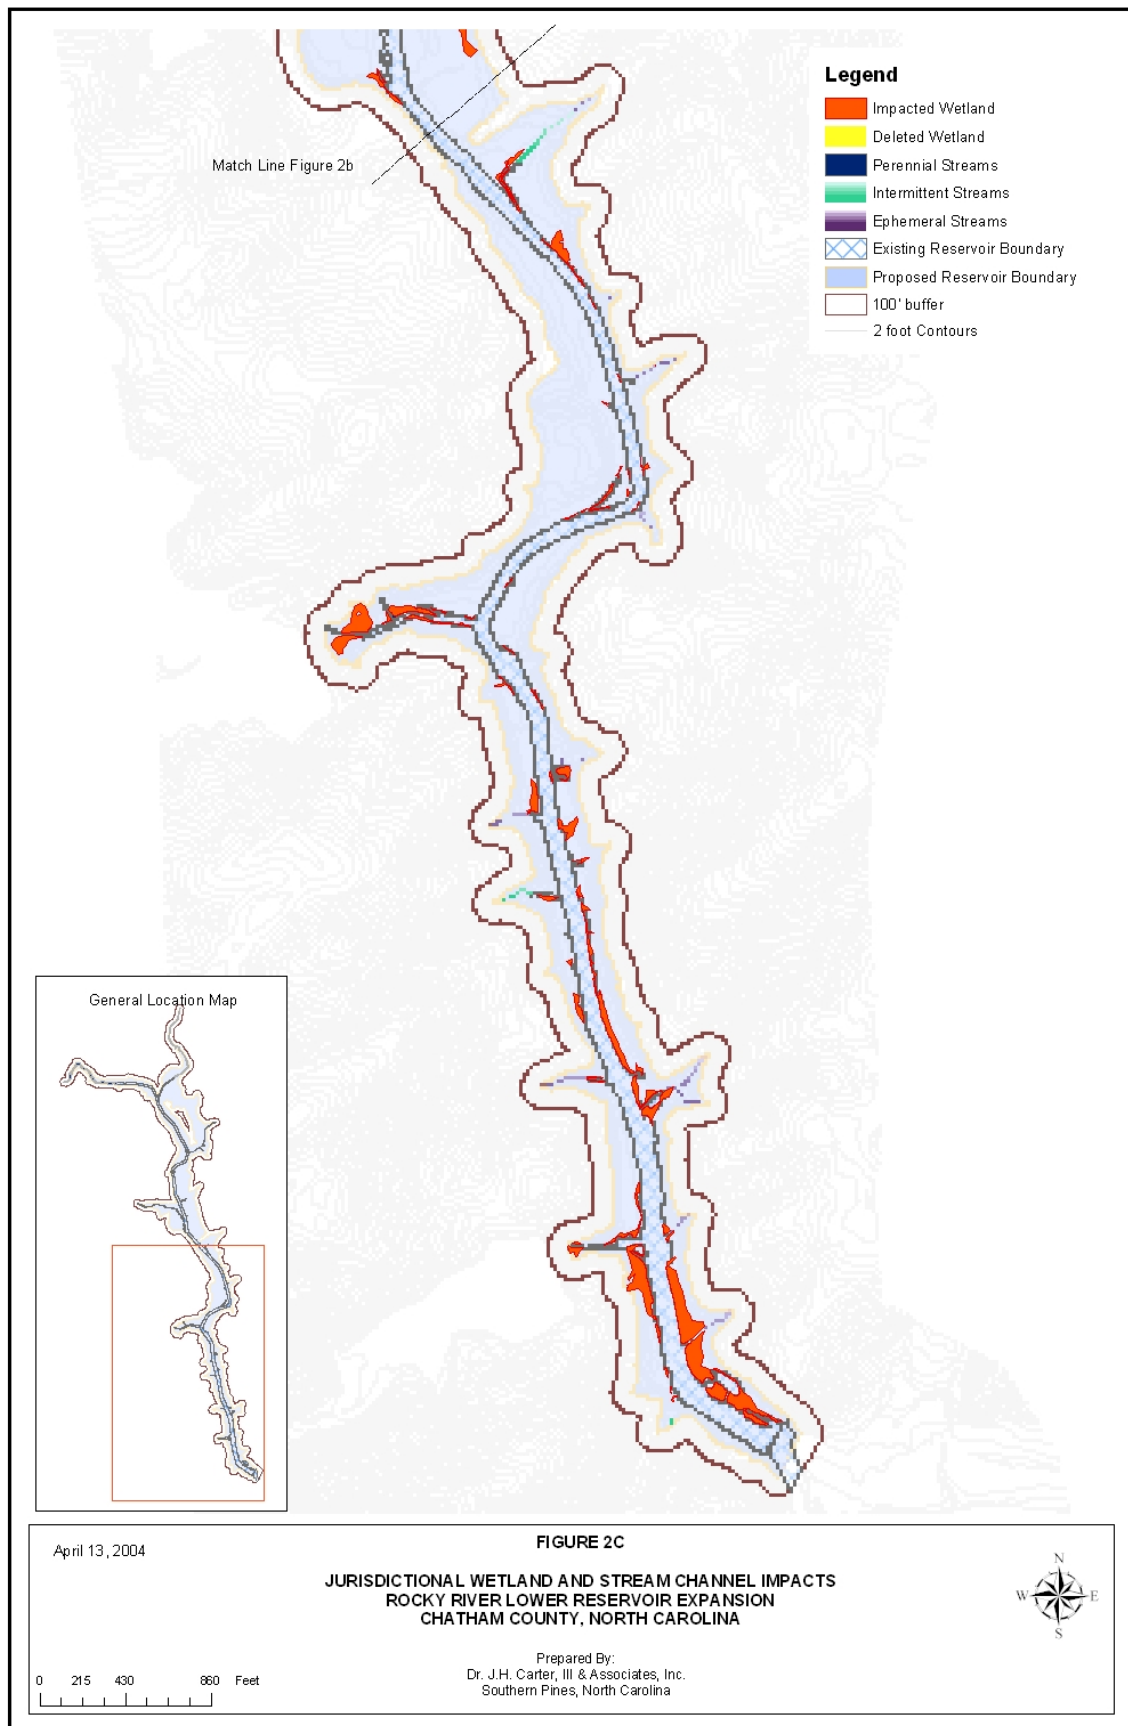 Match Line Figure 2b
Legend
Impacted Wetland
Deleted Wetland
Perennial Streams
Intermittent Streams
Ephemeral Streams
Existing Reservoir Boundary
Proposed Reservoir Boundary
100' buffer
2 foot Contours
General Location Map
April 13, 2004
FIGURE 2C
JURISDICTIONAL WETLAND AND STREAM CHANNEL IMPACTS
ROCKY RIVER LOWER RESERVOIR EXPANSION
CHATHAM COUNTY, NORTH CAROLINA
Prepared By:
Dr. J.H. Carter, III & Associates, Inc.
Southern Pines, North Carolina
0 215 430 860 Feet
N
W E
S